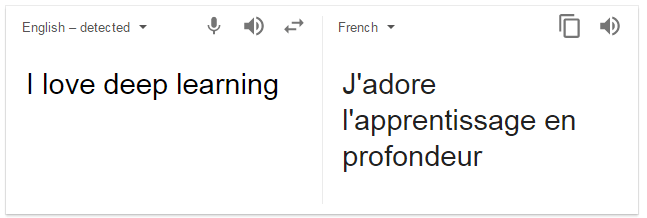 English – detected
French
I love deep learning
J'adore
l'apprentissage en
profondeur